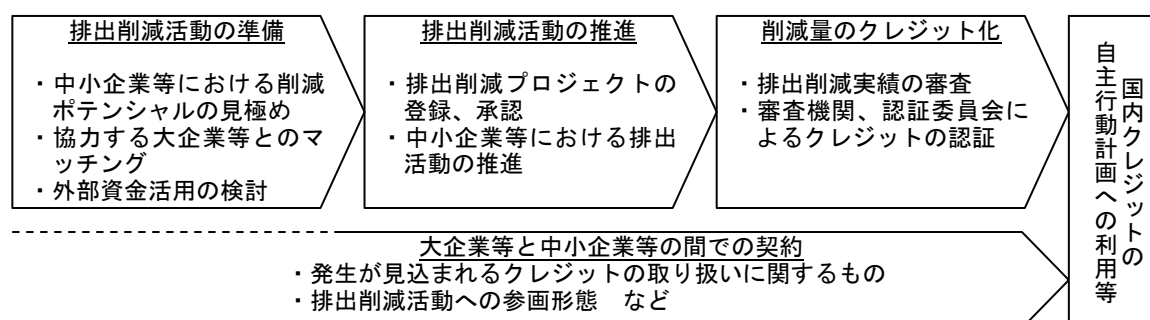 排出削減活動の準備
・中小企業等における削減
ポテンシャルの見極め
・協力する大企業等とのマ
ッチング
・外部資金活用の検討
排出削減活動の推進
・排出削減プロジェクトの
登録、承認
・中小企業等における排出
活動の推進
削減量のクレジット化
・排出削減実績の審査
・審査機関、認証委員会に
よるクレジットの認証
大企業等と中小企業等の間での契約
・発生が見込まれるクレジットの取り扱いに関するもの
・排出削減活動への参画形態　など
国内クレジットの
自主行動計画への利用等